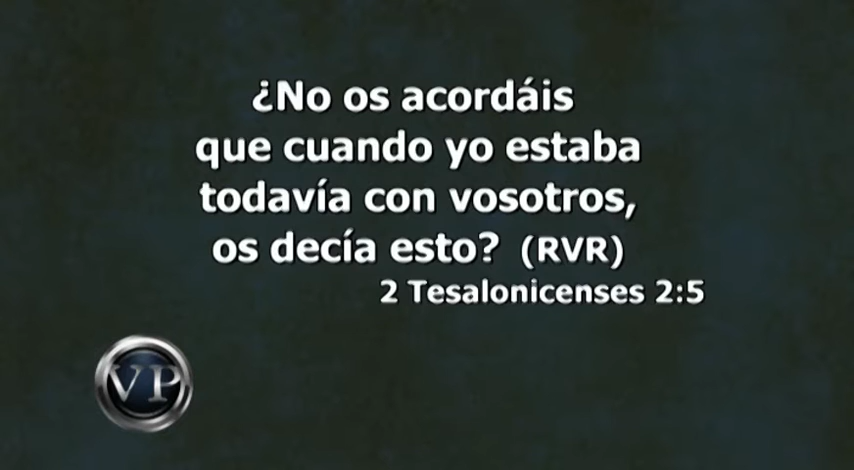 ¿No os acordáis
que cuando yo estaba
todavía con vosotros,
os decía esto? (RVR)
2 Tesalonicenses 2:5
VP